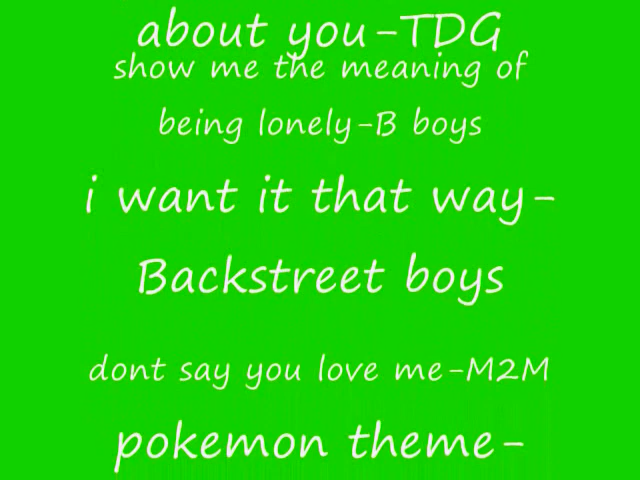 about you-TDG
show me the meaning of
being lonely-B boys
i want it that way-
Backstreet boys
dont say you love me-M2M
pokemon theme-